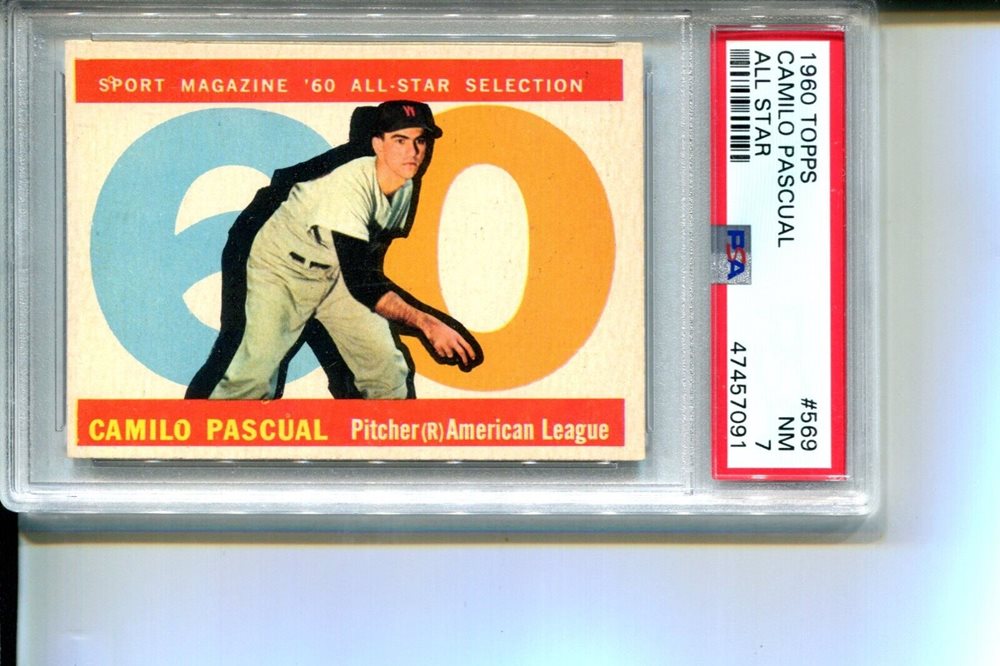 SPORT MAGAZINE '60 ALL-STAR SELECTION
60
W
CAMILO PASCUAL Pitcher (R) American League
1960 TOPPS #569
CAMILO PASCUAL NM
ALL STAR 7
PSA 47457091